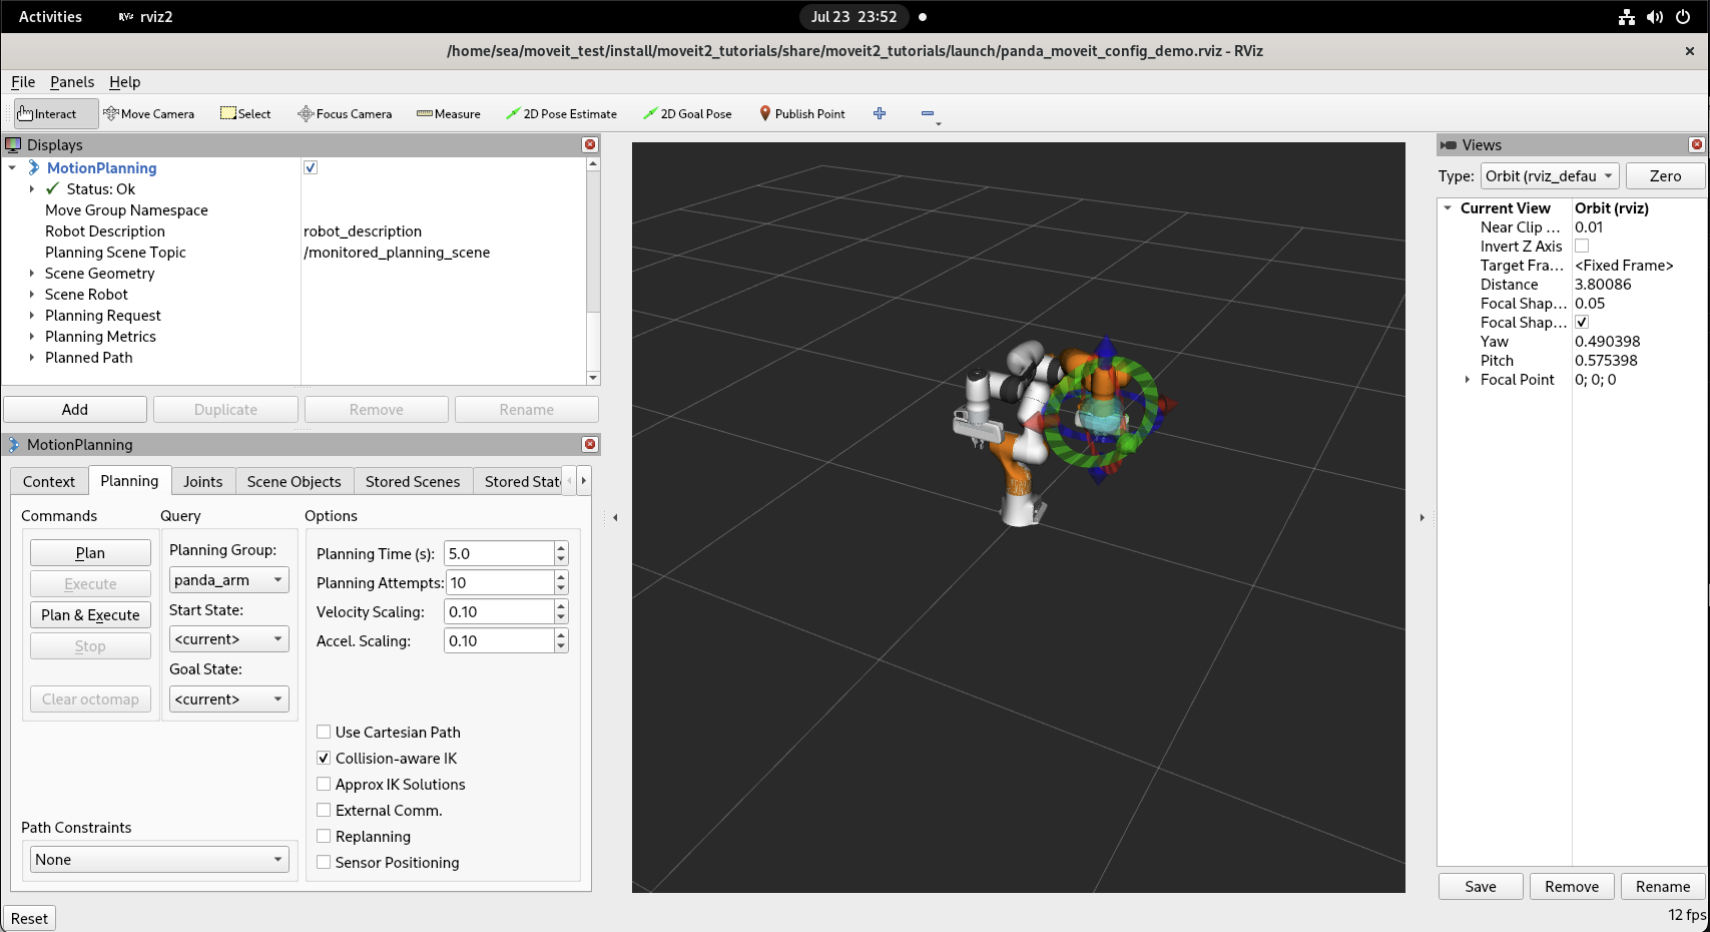 Activities
rviz2
Jul 23 23:52
/home/sea/moveit_test/install/moveit2_tutorials/share/moveit2_tutorials/launch/panda_moveit_config_demo.rviz - RViz
File Panels Help
Interact Move Camera Select Focus Camera Measure 2D Pose Estimate 2D Goal Pose Publish Point
Displays
MotionPlanning
Status: Ok
Move Group Namespace
Robot Description robot_description
Planning Scene Topic /monitored_planning_scene
Scene Geometry
Scene Robot
Planning Request
Planning Metrics
Planned Path
Add Duplicate Remove Rename
MotionPlanning
Context Planning Joints Scene Objects Stored Scenes Stored Stat
Commands Query Options
Plan
Execute
Plan & Execute
Stop
Clear octomap
Planning Group:
panda_arm
Start State:
<current>
Goal State:
<current>
Planning Time (s): 5.0
Planning Attempts: 10
Velocity Scaling: 0.10
Accel. Scaling: 0.10
Use Cartesian Path
Collision-aware IK
Approx IK Solutions
External Comm.
Replanning
Sensor Positioning
Path Constraints
None
Reset
Views
Type: Orbit (rviz_defau Zero
Current View Orbit (rviz)
Near Clip ... 0.01
Invert Z Axis
Target Fra... <Fixed Frame>
Distance 3.80086
Focal Shap... 0.05
Focal Shap...
Yaw 0.490398
Pitch 0.575398
Focal Point 0; 0; 0
Save Remove Rename
12 fps